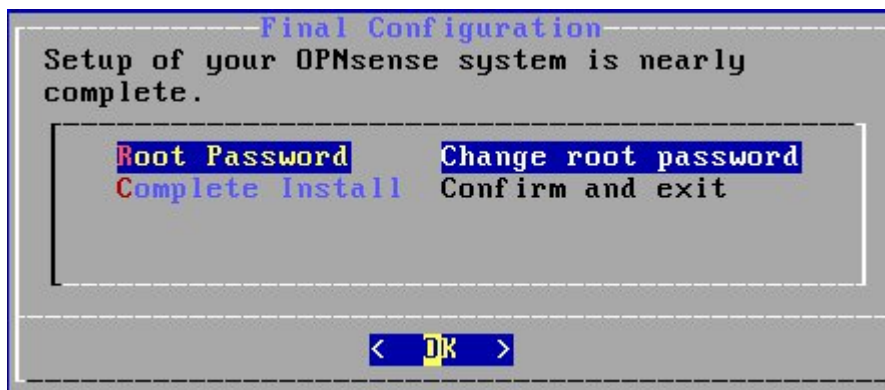 Final Configuration
Setup of your OPNsense system is nearly
complete.
Root Password Change root password
Complete Install Confirm and exit
< OK >